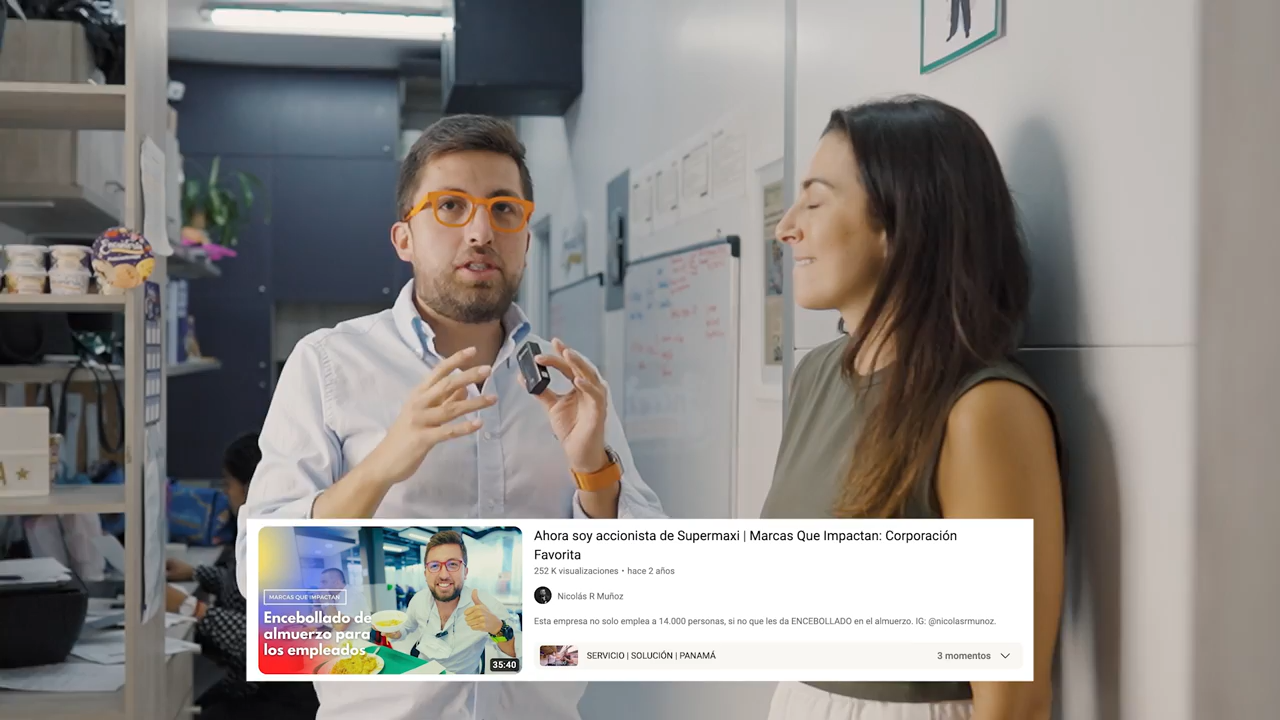 Ahora soy accionista de Supermaxi | Marcas Que Impactan: Corporación
Favorita
252 K visualizaciones • hace 2 años
Nicolás R Muñoz
Esta empresa no solo emplea a 14.000 personas, si no que les da ENCEBOLLADO en el almuerzo. IG: @nicolasrmunoz.
SERVICIO | SOLUCIÓN | PANAMÁ
3 momentos
MARCAS QUE IMPACTAN
Encebollado de
almuerzo para
los empleados
35:40
A